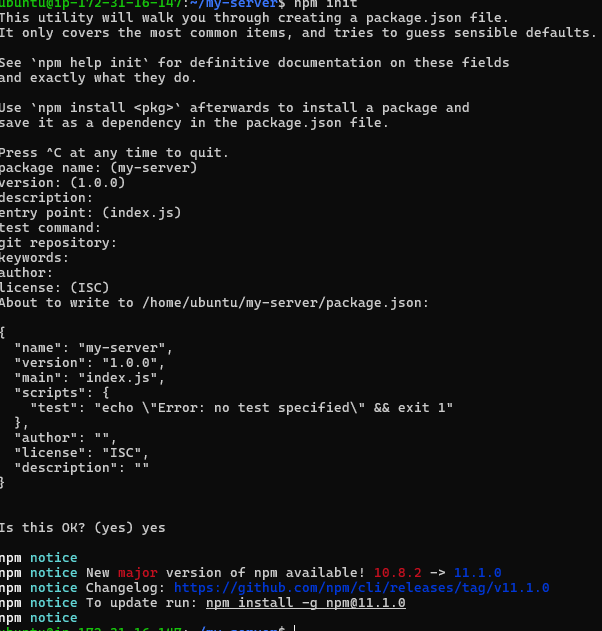 ubuntu@ip-172-31-16-147:~/my-server$ npm init
This utility will walk you through creating a package.json file.
It only covers the most common items, and tries to guess sensible defaults.

See `npm help init` for definitive documentation on these fields
and exactly what they do.

Use `npm install <pkg>` afterwards to install a package and
save it as a dependency in the package.json file.

Press ^C at any time to quit.
package name: (my-server)
version: (1.0.0)
description:
entry point: (index.js)
test command:
git repository:
keywords:
author:
license: (ISC)
About to write to /home/ubuntu/my-server/package.json:

{
  "name": "my-server",
  "version": "1.0.0",
  "main": "index.js",
  "scripts": {
    "test": "echo \"Error: no test specified\" && exit 1"
  },
  "author": "",
  "license": "ISC",
  "description": ""
}

Is this OK? (yes) yes

npm notice
npm notice New major version of npm available! 10.8.2 -> 11.1.0
npm notice Changelog: https://github.com/npm/cli/releases/tag/v11.1.0
npm notice To update run: npm install -g npm@11.1.0
npm notice
ubuntu@ip-172-31-16-147:~/my-server$